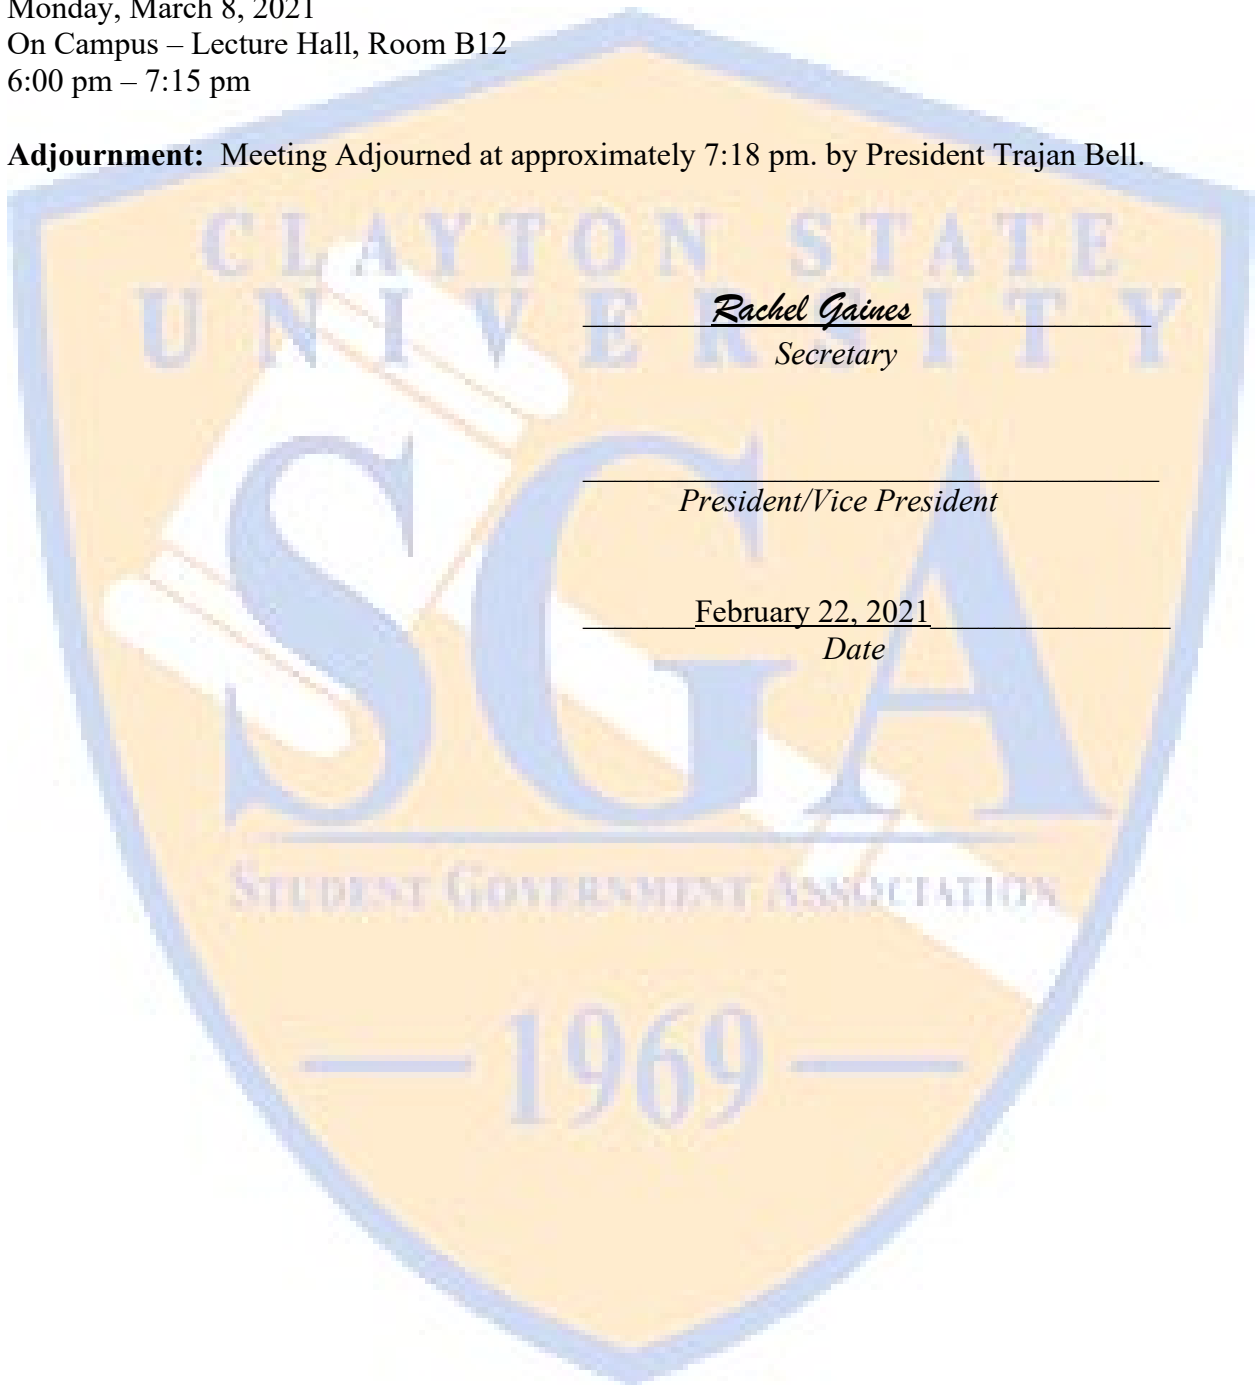 Monday, March 8, 2021
On Campus – Lecture Hall, Room B12
6:00 pm – 7:15 pm
Adjournment: Meeting Adjourned at approximately 7:18 pm. by President Trajan Bell.
CLAYTON STATE
UNIVERSITY
Rachel Gaines
Secretary
SGA
President/Vice President
February 22, 2021
Date
STUDENT GOVERNMENT ASSOCIATION
1969